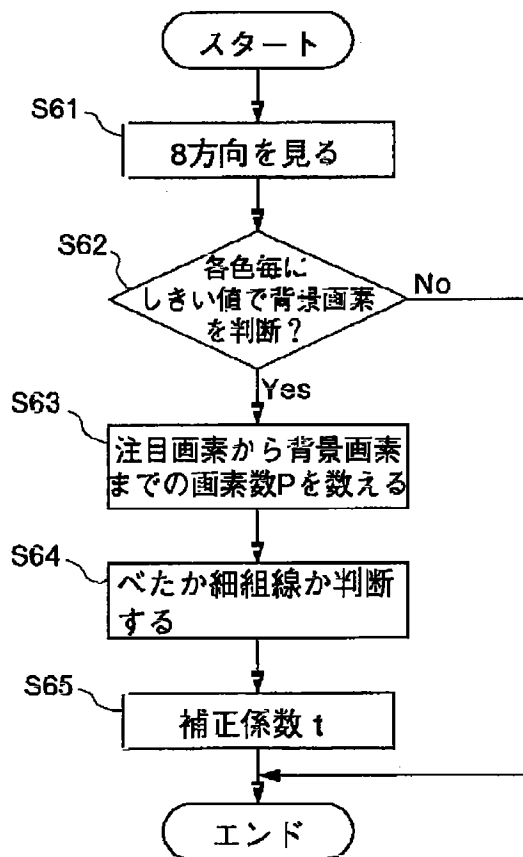 スタート
S61
8方向を見る
S62
各色毎に
しきい値で背景画素
を判断？
No
Yes
S63
注目画素から背景画素
までの画素数Pを数える
S64
べたか細組線か判断
する
S65
補正係数 t
エンド